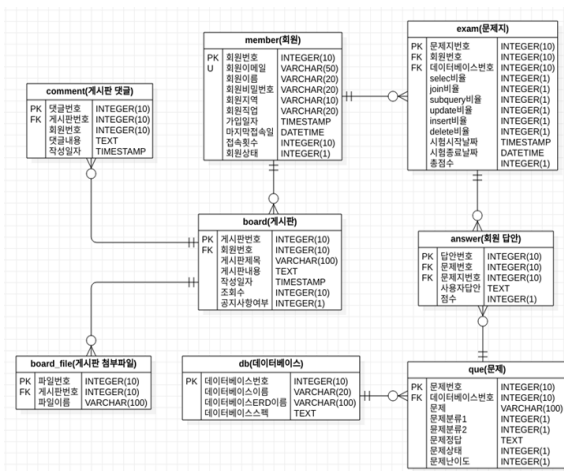 exam(문제지)
PK 문제지번호 INTEGER(10)
FK 회원번호 INTEGER(10)
FK 데이터베이스번호 INTEGER(10)
selec비율 INTEGER(1)
join비율 INTEGER(1)
subquery비율 INTEGER(1)
update비율 INTEGER(1)
insert비율 INTEGER(1)
delete비율 INTEGER(1)
시험시작날짜 TIMESTAMP
시험종료날짜 DATETIME
총점수 INTEGER(1)
member(회원)
PK 회원번호 INTEGER(10)
U 회원이메일 VARCHAR(50)
회원이름 VARCHAR(20)
회원비밀번호 VARCHAR(20)
회원지역 VARCHAR(10)
회원직업 VARCHAR(20)
가입일자 TIMESTAMP
마지막접속일 DATETIME
접속횟수 INTEGER(10)
회원상태 INTEGER(1)
comment(게시판 댓글)
PK 댓글번호 INTEGER(10)
FK 게시판번호 INTEGER(10)
회원번호 INTEGER(10)
댓글내용 TEXT
작성일자 TIMESTAMP
board(게시판)
PK 게시판번호 INTEGER(10)
FK 회원번호 INTEGER(10)
게시판제목 VARCHAR(100)
게시판내용 TEXT
작성일자 TIMESTAMP
조회수 INTEGER(10)
공지사항여부 INTEGER(1)
answer(회원 답안)
PK 답안번호 INTEGER(10)
FK 문제번호 INTEGER(10)
FK 문제지번호 INTEGER(10)
사용자답안 TEXT
점수 INTEGER(1)
board_file(게시판 첨부파일)
PK 파일번호 INTEGER(10)
FK 게시판번호 INTEGER(10)
파일이름 VARCHAR(100)
db(데이터베이스)
PK 데이터베이스번호 INTEGER(10)
데이터베이스이름 VARCHAR(20)
데이터베이스ERD이름 VARCHAR(100)
데이터베이스스펙 TEXT
que(문제)
PK 문제번호 INTEGER(10)
FK 데이터베이스번호 INTEGER(10)
문제 VARCHAR(100)
문제분류1 INTEGER(1)
문제분류2 INTEGER(1)
문제정답 TEXT
문제상태 INTEGER(1)
문제난이도 INTEGER(1)